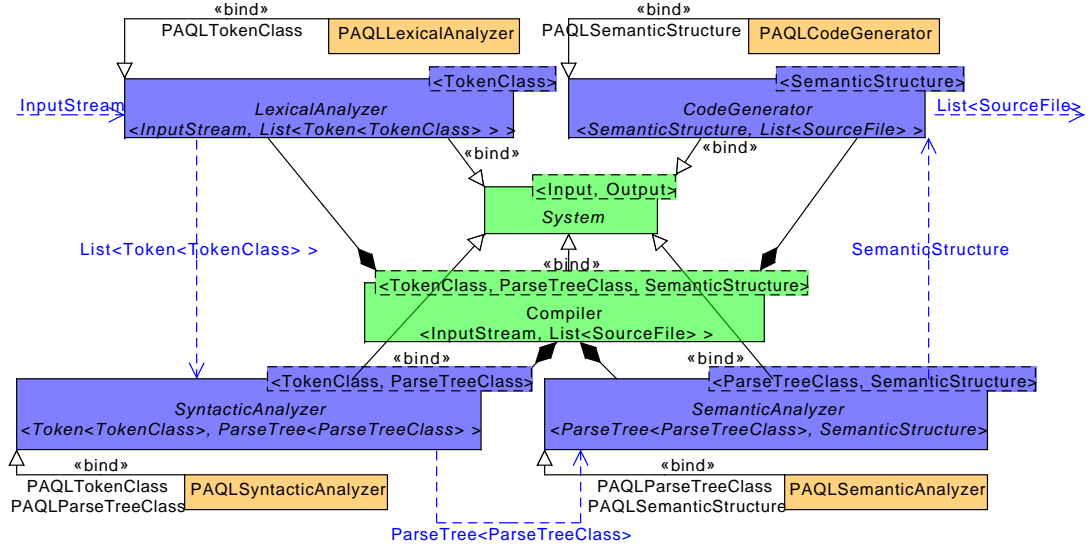 «bind»
PAQLTokenClass
PAQLLexicalAnalyzer
«bind»
PAQLSemanticStructure
PAQLCodeGenerator
InputStream
<TokenClass>
LexicalAnalyzer
<InputStream, List<Token<TokenClass> > >
<SemanticStructure>
CodeGenerator
<SemanticStructure, List<SourceFile> >
List<SourceFile>
«bind»
«bind»
<Input, Output>
System
List<Token<TokenClass> >
SemanticStructure
«bind»
<TokenClass, ParseTreeClass, SemanticStructure>
Compiler
<InputStream, List<SourceFile> >
«bind»
«bind»
<TokenClass, ParseTreeClass>
SyntacticAnalyzer
<Token<TokenClass>, ParseTree<ParseTreeClass> >
<ParseTreeClass, SemanticStructure>
SemanticAnalyzer
<ParseTree<ParseTreeClass>, SemanticStructure>
«bind»
PAQLTokenClass
PAQLParseTreeClass
PAQLSyntacticAnalyzer
«bind»
PAQLParseTreeClass
PAQLSemanticStructure
PAQLSemanticAnalyzer
ParseTree<ParseTreeClass>